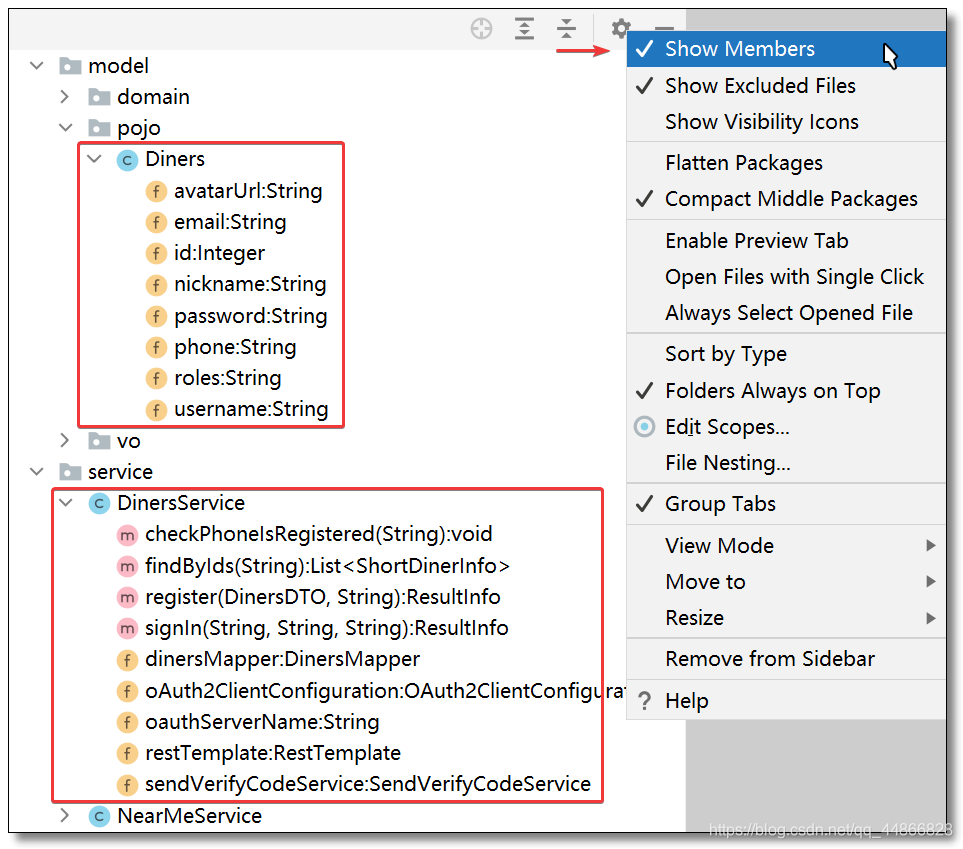 model
domain
pojo
C Diners
f avatarUrl:String
f email:String
f id:Integer
f nickname:String
f password:String
f phone:String
f roles:String
f username:String
vo
service
C DinersService
m checkPhoneIsRegistered(String):void
m findByIds(String):List<ShortDinerInfo>
m register(DinersDTO, String):ResultInfo
m signIn(String, String, String):ResultInfo
f dinersMapper:DinersMapper
f oAuth2ClientConfiguration:OAuth2ClientConfigurat
f oauthServerName:String
f restTemplate:RestTemplate
f sendVerifyCodeService:SendVerifyCodeService
C NearMeService
Show Members
Show Excluded Files
Show Visibility Icons
Flatten Packages
Compact Middle Packages
Enable Preview Tab
Open Files with Single Click
Always Select Opened File
Sort by Type
Folders Always on Top
Edit Scopes...
File Nesting...
Group Tabs
View Mode
Move to
Resize
Remove from Sidebar
? Help
https://blog.csdn.net/qq_44866828